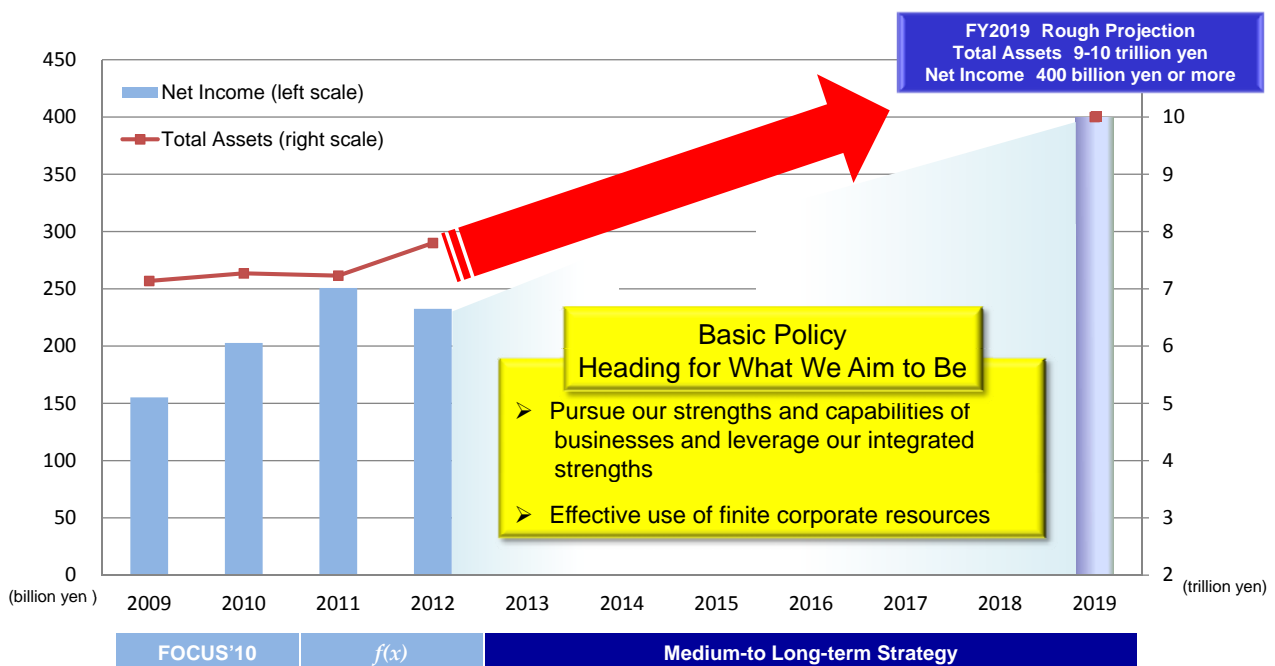 FY2019 Rough Projection
Total Assets 9-10 trillion yen
Net Income 400 billion yen or more
Net Income (left scale)
Total Assets (right scale)
450
400
350
300
250
200
150
100
50
0
(billion yen )
10
9
8
7
6
5
4
3
2
(trillion yen)
Basic Policy
Heading for What We Aim to Be
➢ Pursue our strengths and capabilities of
businesses and leverage our integrated
strengths
➢ Effective use of finite corporate resources
2009 2010 2011 2012 2013 2014 2015 2016 2017 2018 2019
FOCUS'10 f(x) Medium-to Long-term Strategy